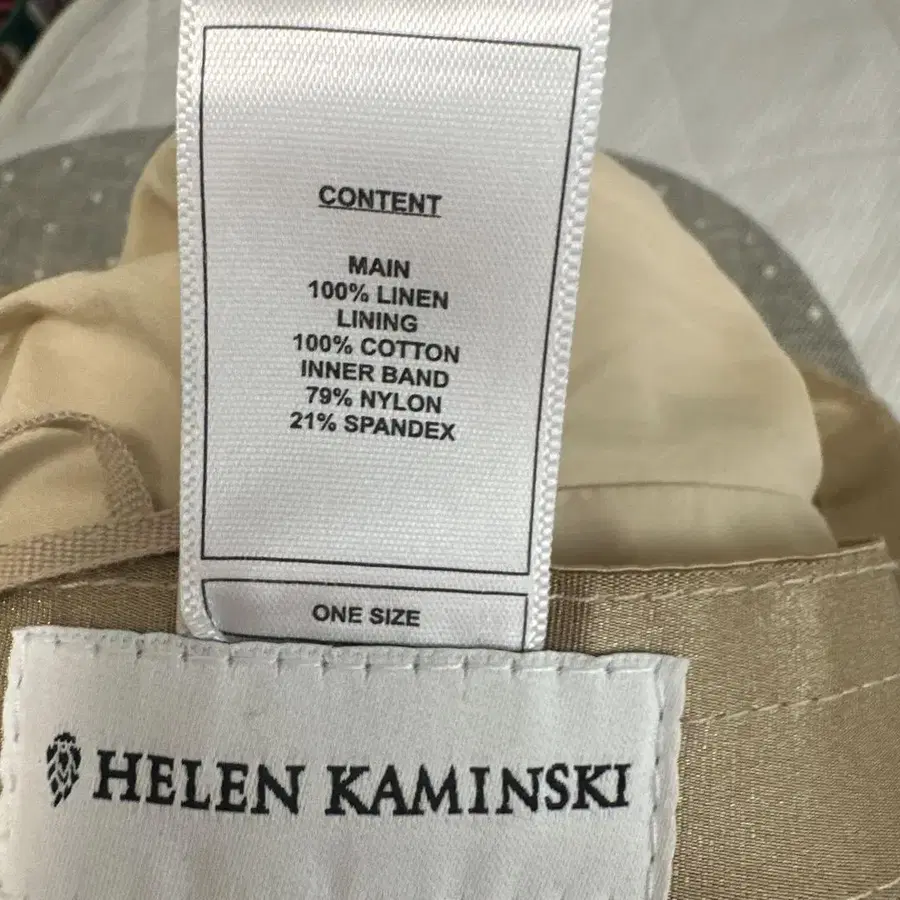 CONTENT
MAIN
100% LINEN
LINING
100% COTTON
INNER BAND
79% NYLON
21% SPANDEX
ONE SIZE
HELEN KAMINSKI